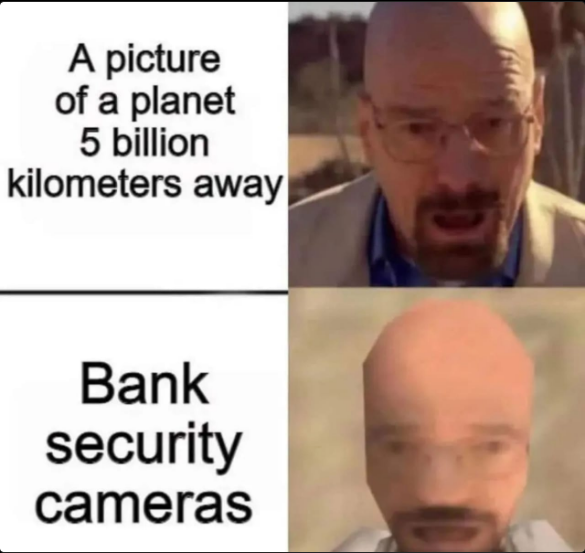 A picture
of a planet
5 billion
kilometers away
Bank
security
cameras